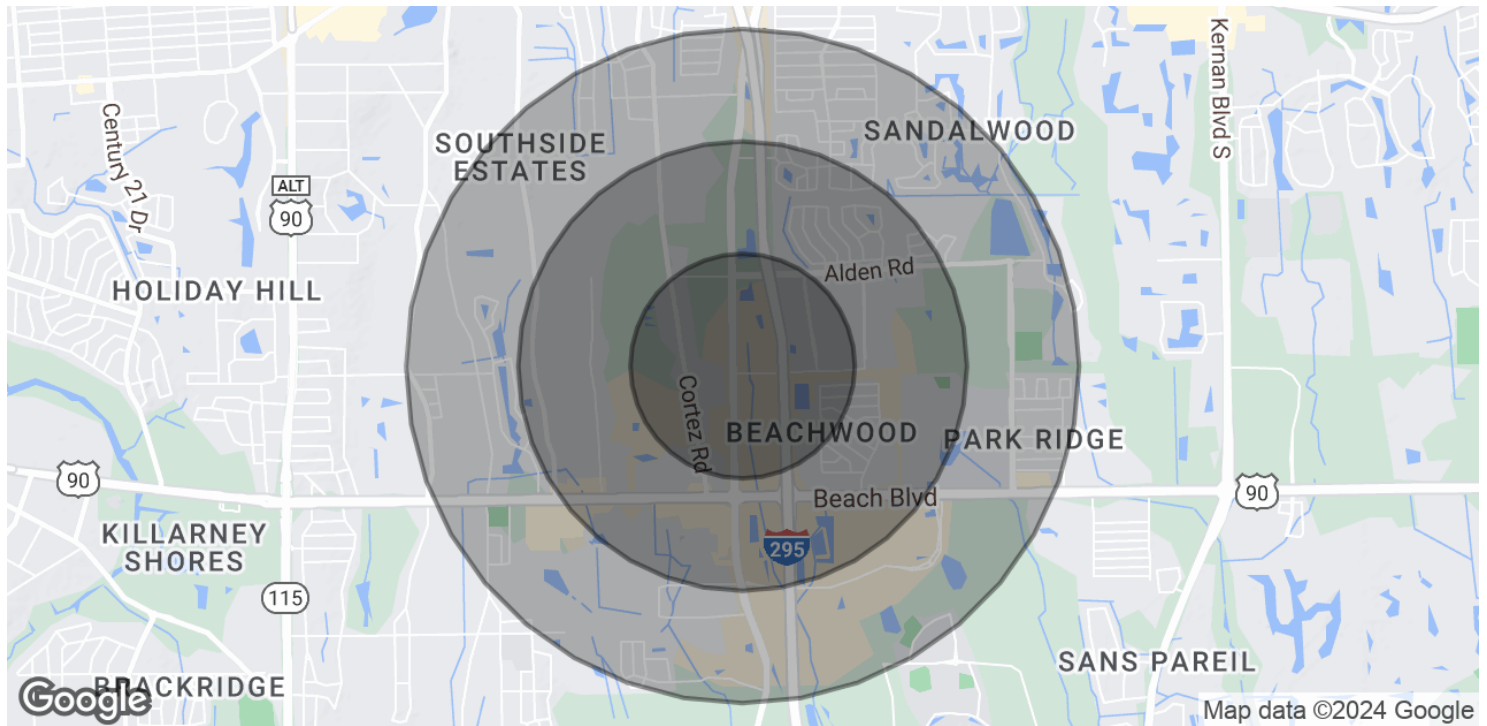 Kernan Blvd S
Century 21 Dr
SOUTHSIDE
ESTATES
SANDALWOOD
ALT
90
HOLIDAY HILL
Alden Rd
Cortez Rd
BEACHWOOD
PARK RIDGE
90
Beach Blvd
90
KILLARNEY
SHORES
295
115
SANS PAREIL
BRACKRIDGE
Google
Map data ©2024 Google